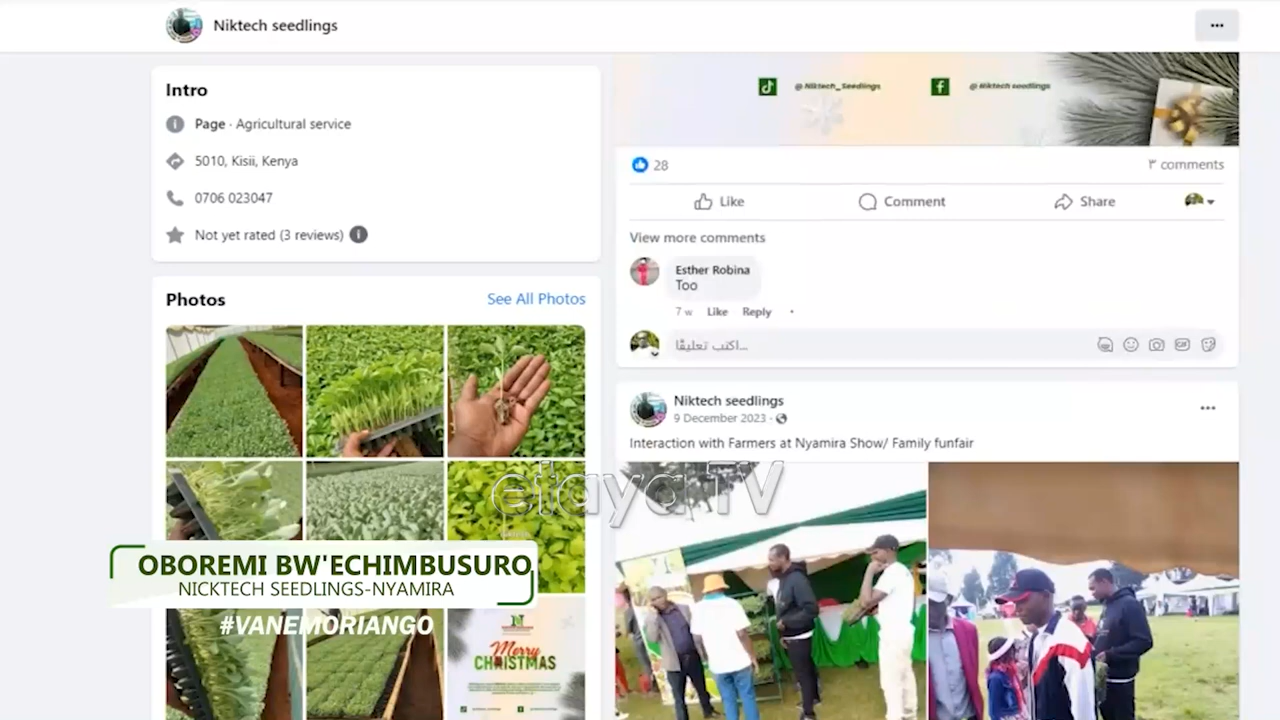 Niktech seedlings
Intro
Page · Agricultural service
5010, Kisii, Kenya
0706 023047
Not yet rated (3 reviews)
Photos
See All Photos
Merry
CHRISTMAS
@ Niktech_Seedlings
@ Niktech seedlings
28
٣ comments
Like
Comment
Share
View more comments
Esther Robina
Too
7 w Like Reply
اكتب تعليقًا...
GIF
Niktech seedlings
9 December 2023 ·
Interaction with Farmers at Nyamira Show/ Family funfair
efaya TV
OBOREMI BW'ECHIMBUSURO
NICKTECH SEEDLINGS-NYAMIRA
#VANEMORIANGO